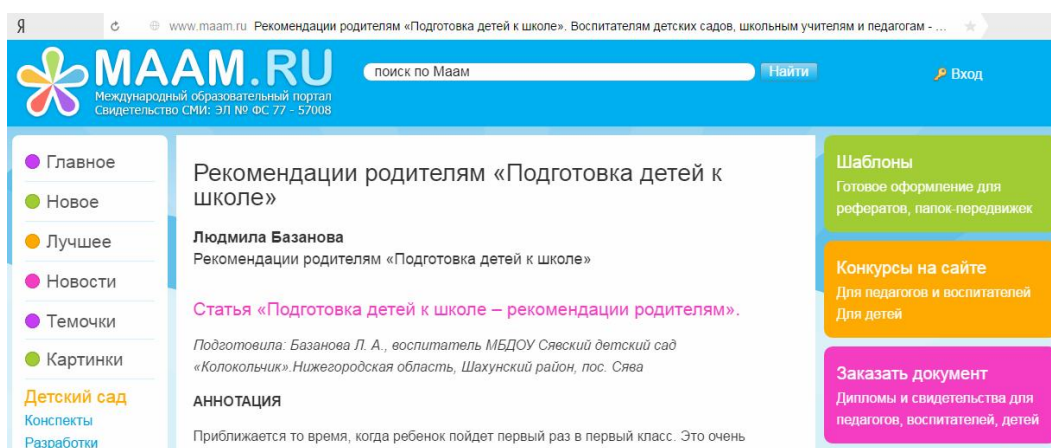 Я
www.maam.ru Рекомендации родителям «Подготовка детей к школе». Воспитателям детских садов, школьным учителям и педагогам - ...
MAAM.RU
Международный образовательный портал
Свидетельство СМИ: ЭЛ № ФС 77 - 57008
поиск по Маам
Найти
Вход
Главное
Новое
Лучшее
Новости
Темочки
Картинки
Детский сад
Конспекты
Разработки
Рекомендации родителям «Подготовка детей к
школе»
Людмила Базанова
Рекомендации родителям «Подготовка детей к школе»
Статья «Подготовка детей к школе – рекомендации родителям».
Подготовила: Базанова Л. А., воспитатель МБДОУ Сявский детский сад
«Колокольчик».Нижегородская область, Шахунский район, пос. Сява
АННОТАЦИЯ
Приближается то время, когда ребенок пойдет первый раз в первый класс. Это очень
Шаблоны
Готовое оформление для
рефератов, папок-передвижек
Конкурсы на сайте
Для педагогов и воспитателей
Для детей
Заказать документ
Дипломы и свидетельства для
педагогов, воспитателей, детей